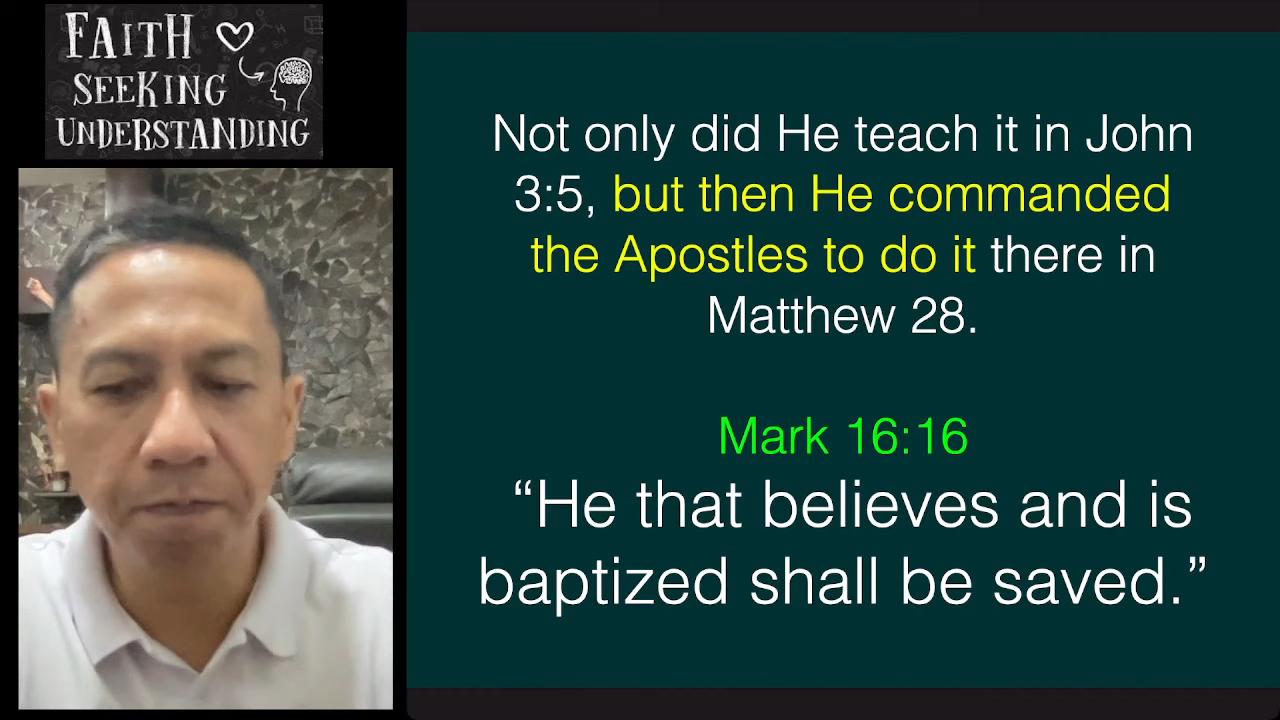 FAITH
SEEKING
UNDERSTANDING
Not only did He teach it in John
3:5, but then He commanded
the Apostles to do it there in
Matthew 28.
Mark 16:16
“He that believes and is
baptized shall be saved.”